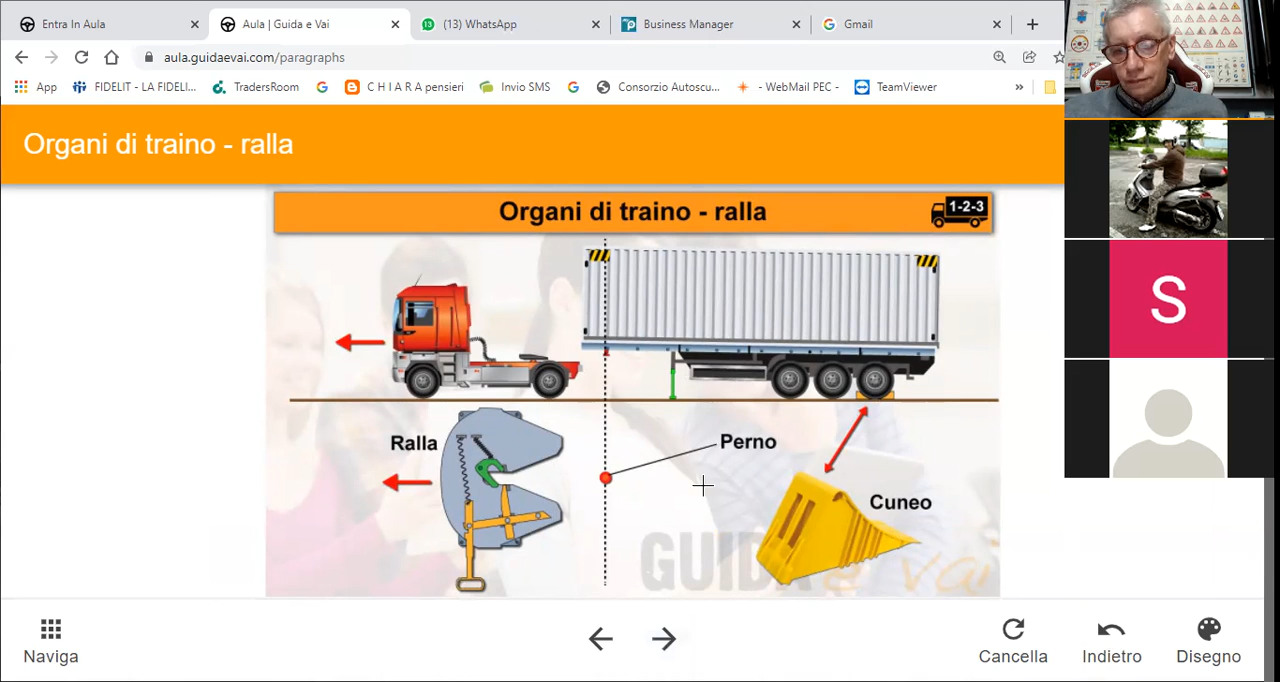 Entra In Aula
Aula | Guida e Vai
(13) WhatsApp
Business Manager
Gmail
aula.guidaevai.com/paragraphs
App
FIDELIT - LA FIDELI...
TradersRoom
C H I A R A pensieri
Invio SMS
Consorzio Autoscu...
- WebMail PEC -
TeamViewer
»
Organi di traino - ralla
Organi di traino - ralla
1-2-3
Ralla
Perno
Cuneo
GUIDA e vai
S
Naviga
Cancella
Indietro
Disegno